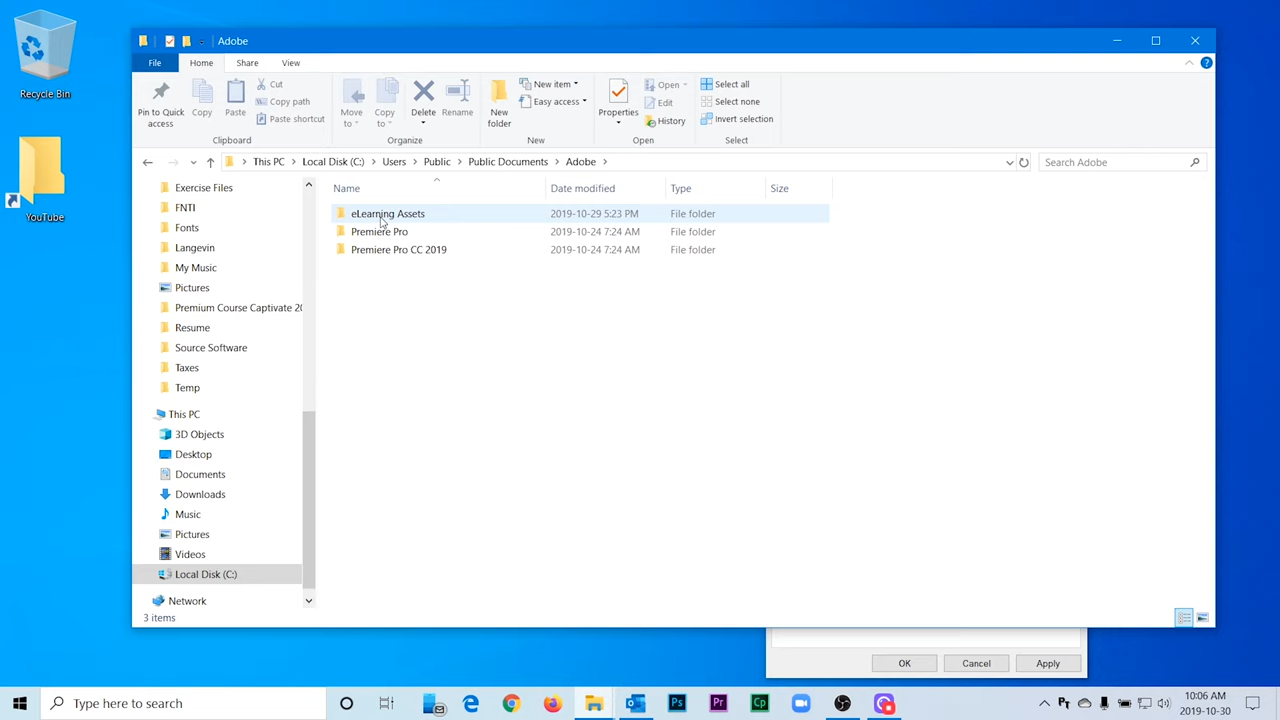 Recycle Bin
YouTube
Adobe
File
Home
Share
View
Pin to Quick access
Copy
Paste
Cut
Copy path
Paste shortcut
Clipboard
Move to
Copy to
Delete
Rename
Organize
New folder
New item
Easy access
New
Properties
Open
Edit
History
Open
Select all
Select none
Invert selection
Select
This PC
Local Disk (C:)
Users
Public
Public Documents
Adobe
Search Adobe
Name
Date modified
Type
Size
eLearning Assets 2019-10-29 5:23 PM File folder
Premiere Pro 2019-10-24 7:24 AM File folder
Premiere Pro CC 2019 2019-10-24 7:24 AM File folder
Exercise Files
FNTI
Fonts
Langevin
My Music
Pictures
Premium Course Captivate 20
Resume
Source Software
Taxes
Temp
This PC
3D Objects
Desktop
Documents
Downloads
Music
Pictures
Videos
Local Disk (C:)
Network
3 items
OK
Cancel
Apply
Type here to search
Ps
Pr
Cp
10:06 AM
2019-10-30